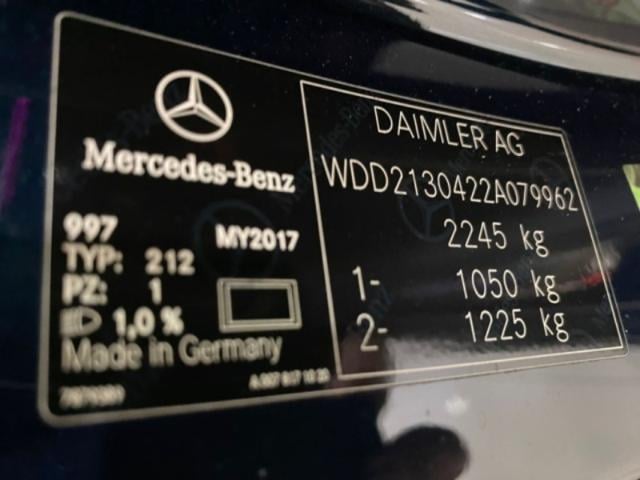 Mercedes-Benz
997 MY2017
TYP: 212
PZ: 1
1,0 %
Made in Germany
DAIMLER AG
WDD2130422A079962
2245 kg
1- 1050 kg
2- 1225 kg